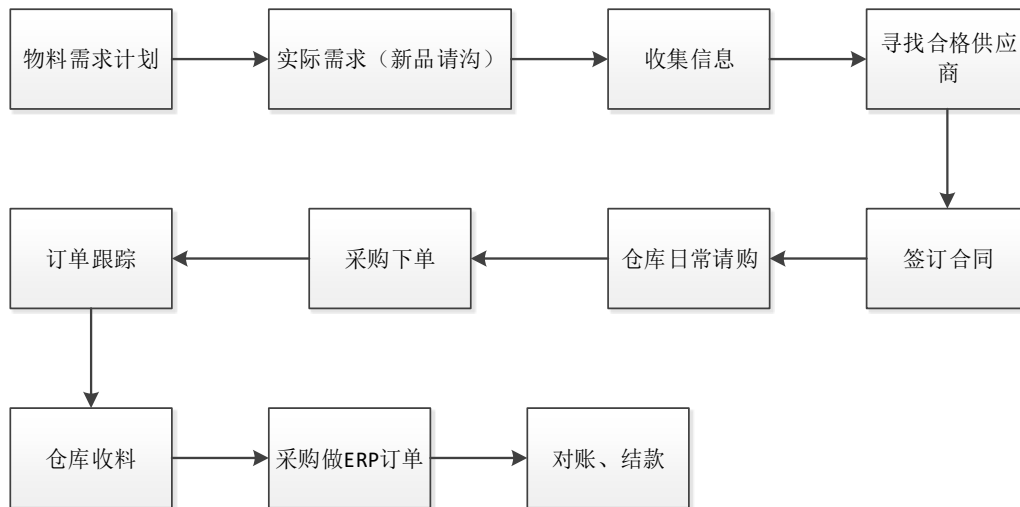 物料需求计划
实际需求（新品请沟）
收集信息
寻找合格供应
商
签订合同
仓库日常请购
采购下单
订单跟踪
仓库收料
采购做ERP订单
对账、结款